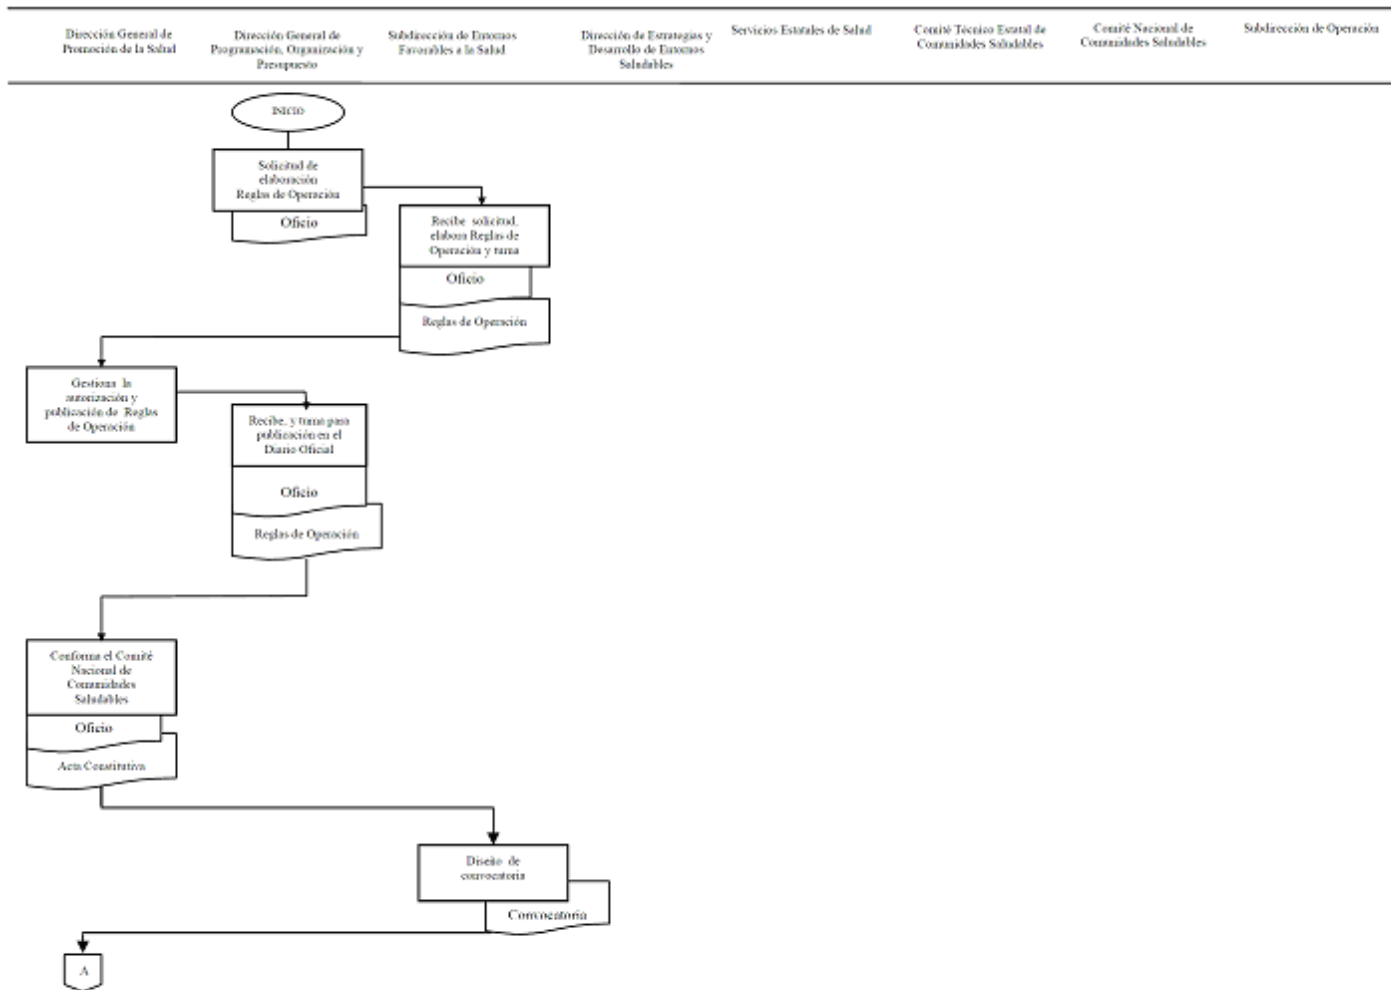 Dirección General de
Promoción de la Salud
Dirección General de
Programación, Organización y
Presupuesto
Subdirección de Entornos
Favorables a la Salud
Dirección de Estrategias y
Desarrollo de Entornos
Saludables
Servicios Estatales de Salud
Comité Técnico Estatal de
Comunidades Saludables
Comité Nacional de
Comunidades Saludables
Subdirección de Operación
INICIO
Solicitud de
elaboración
Reglas de Operación
Oficio
Recibe solicitud,
elabora Reglas de
Operación y turna
Oficio
Reglas de Operación
Gestiona la
autorización y
publicación de Reglas
de Operación
Recibe, y turna para
publicación en el
Diario Oficial
Oficio
Reglas de Operación
Conforma el Comité
Nacional de
Comunidades
Saludables
Oficio
Acta Constitutiva
Diseño de
convocatoria
Convocatoria
A